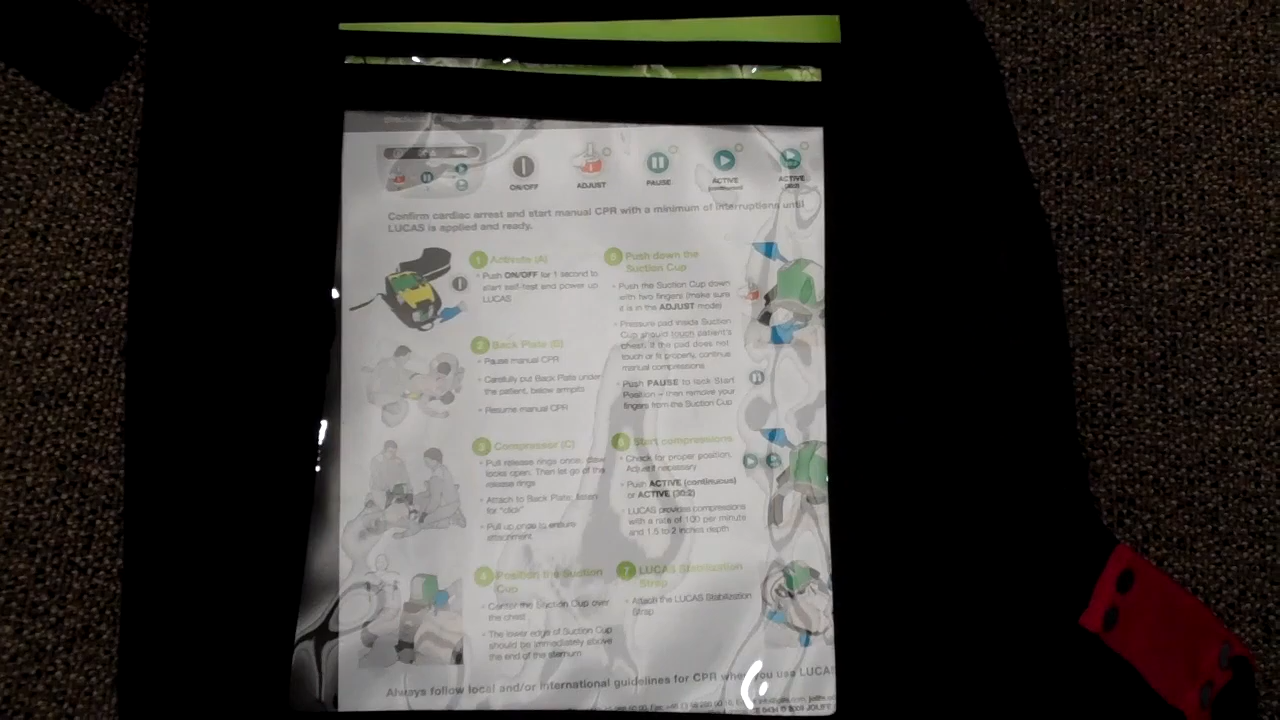 ON/OFF
ADJUST
PAUSE
ACTIVE
ACTIVE
Confirm cardiac arrest and start manual CPR with a minimum of interruptions until
LUCAS is applied and ready.
1 Activate (A)
• Push ON/OFF for 1 second to
start self-test and power up
LUCAS
2 Back Plate (B)
• Pause manual CPR
• Carefully put Back Plate under
the patient, below armpits
• Resume manual CPR
3 Compressor (C)
• Pull release rings once, claw
locks open. Then let go of the
release rings
• Attach to Back Plate, listen
for "click"
• Pull up once to ensure
attachment
4 Position the Suction
Cup
• Center the Suction Cup over
the chest
• The lower edge of Suction Cup
should be immediately above
the end of the sternum
5 Push down the
Suction Cup
• Push the Suction Cup down
with two fingers (make sure
it is in the ADJUST mode)
• Pressure pad inside Suction
Cup should touch patient's
chest. If the pad does not
touch or fit properly, continue
manual compressions
• Push PAUSE to lock Start
Position – then remove your
fingers from the Suction Cup
6 Start compressions
• Check for proper position.
Adjust if necessary
• Push ACTIVE (continuous)
or ACTIVE (30:2)
• LUCAS provides compressions
with a rate of 100 per minute
and 1.5 to 2 inches depth
7 LUCAS Stabilization
Strap
• Attach the LUCAS Stabilization
Strap
Always follow local and/or international guidelines for CPR when you use LUCAS